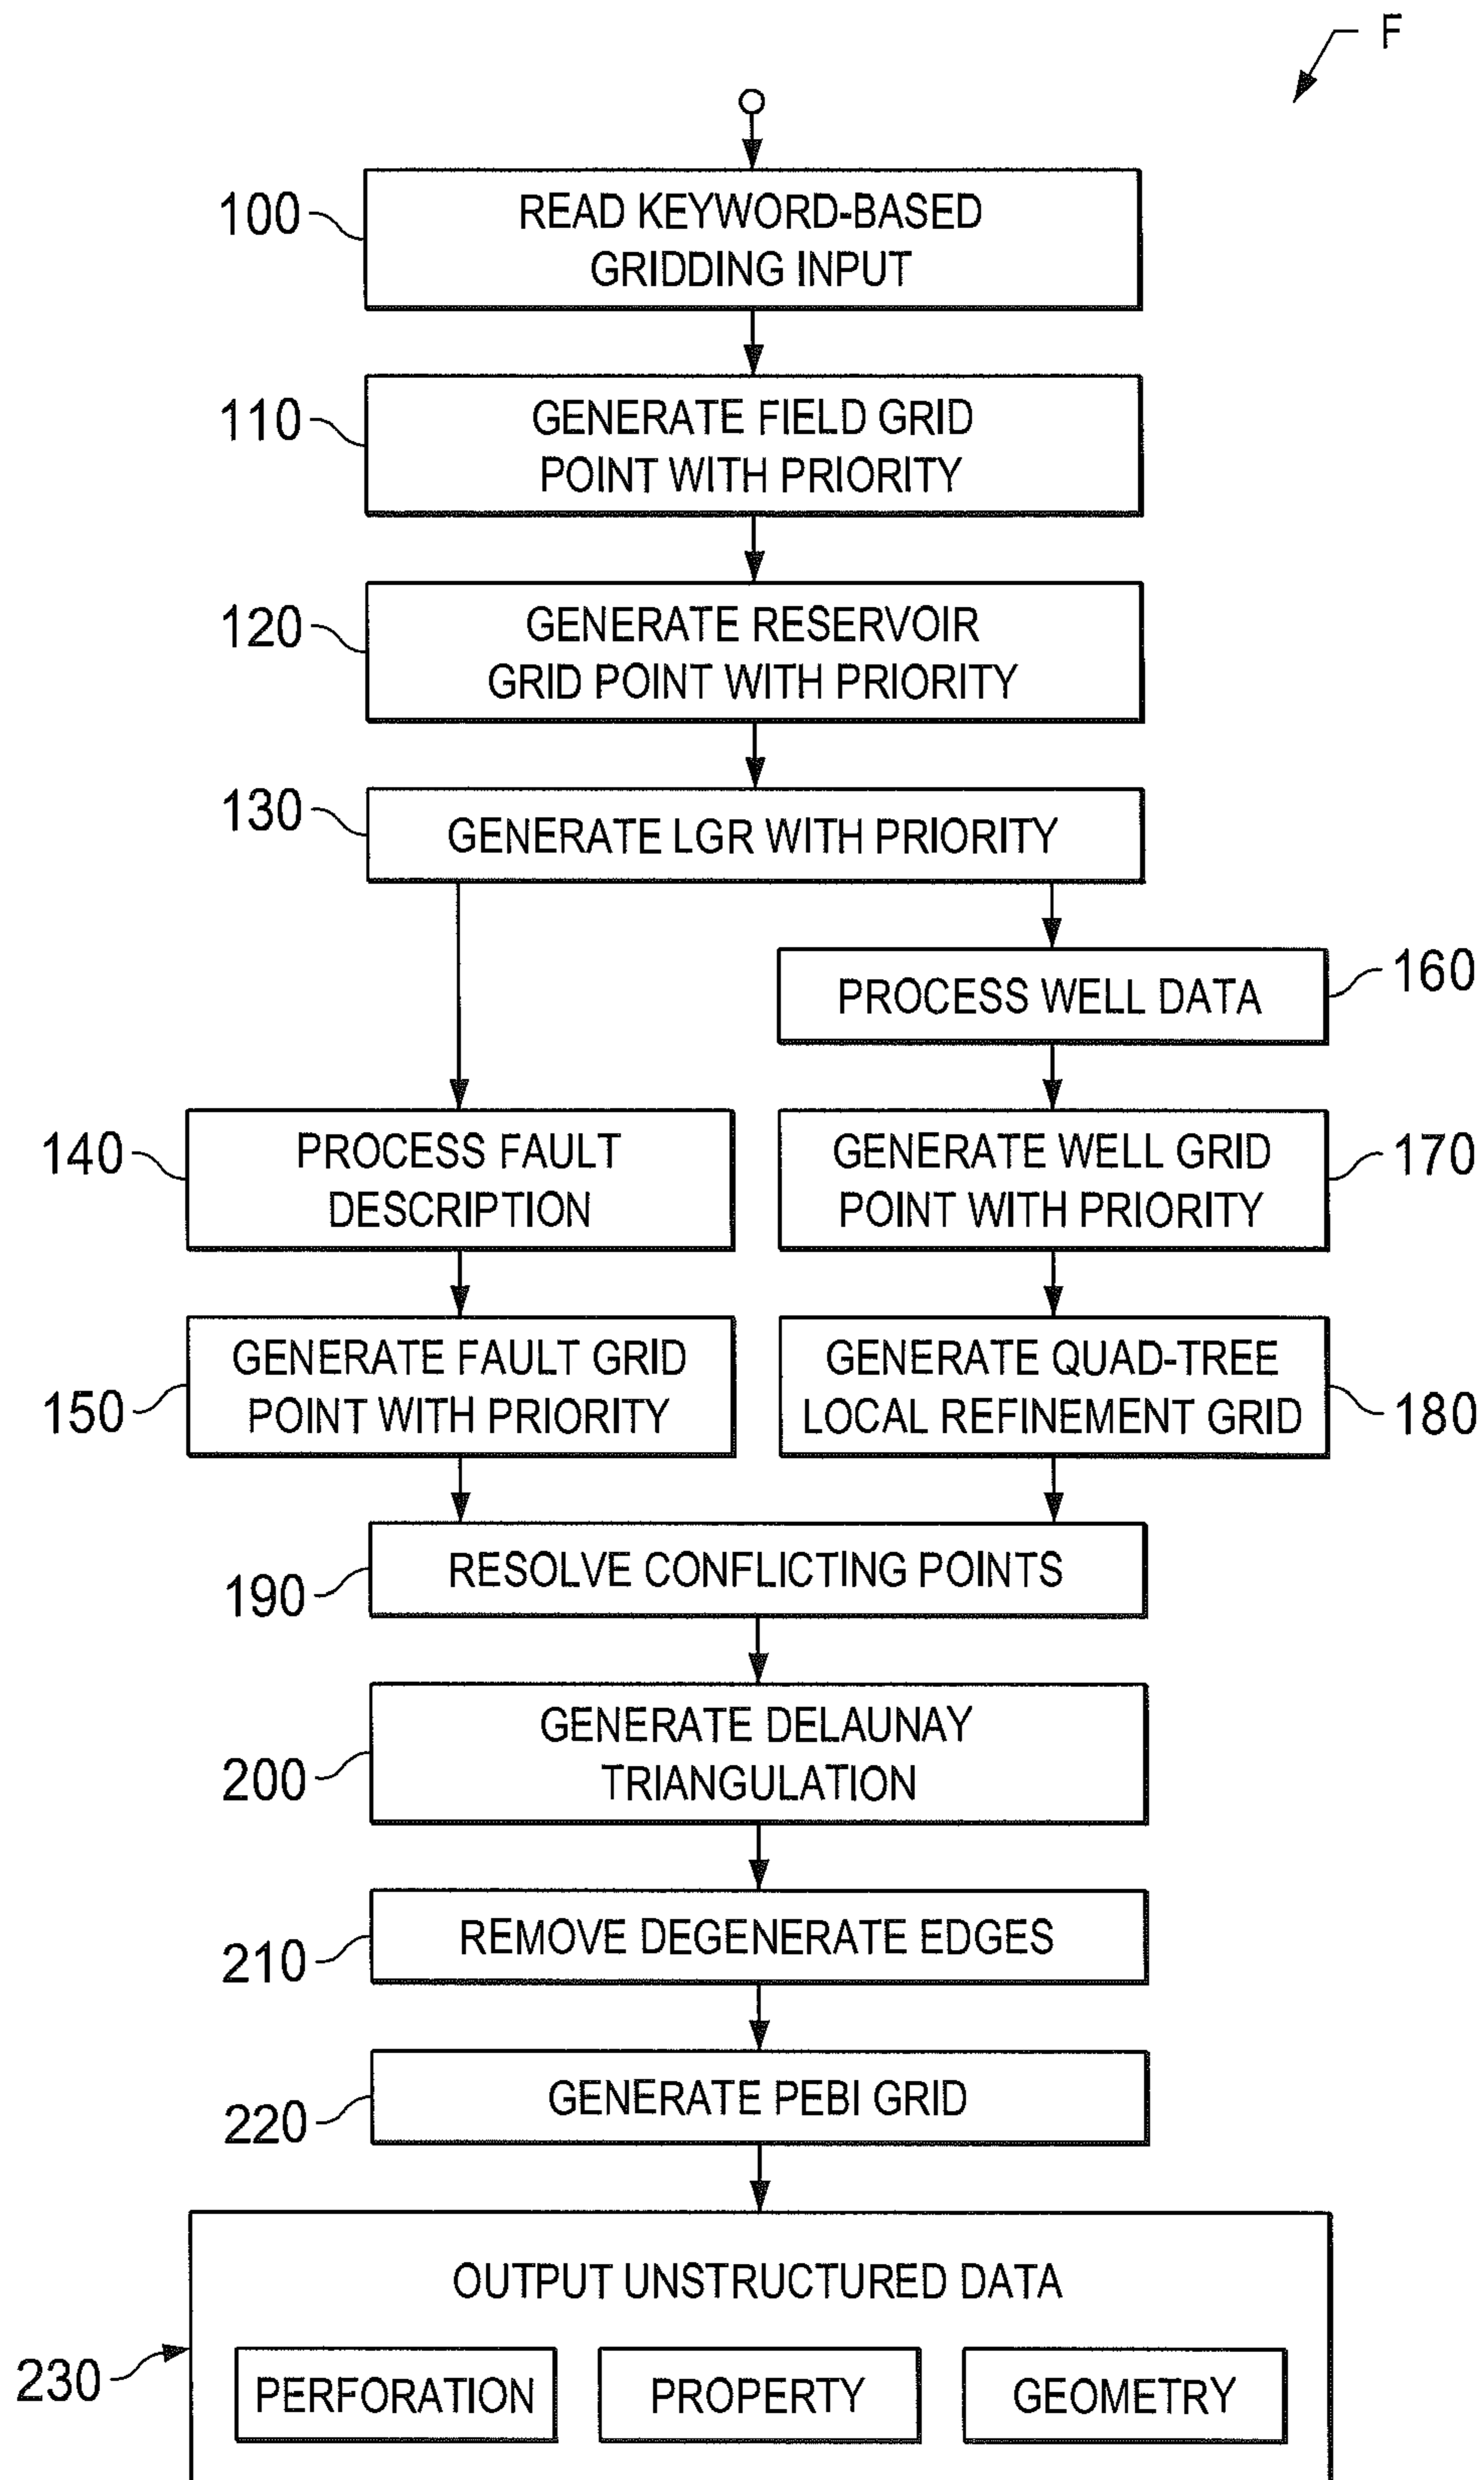 F
100
READ KEYWORD-BASED
GRIDDING INPUT
110
GENERATE FIELD GRID
POINT WITH PRIORITY
120
GENERATE RESERVOIR
GRID POINT WITH PRIORITY
130
GENERATE LGR WITH PRIORITY
PROCESS WELL DATA
160
140
PROCESS FAULT
DESCRIPTION
GENERATE WELL GRID
POINT WITH PRIORITY
170
150
GENERATE FAULT GRID
POINT WITH PRIORITY
GENERATE QUAD-TREE
LOCAL REFINEMENT GRID
180
190
RESOLVE CONFLICTING POINTS
200
GENERATE DELAUNAY
TRIANGULATION
210
REMOVE DEGENERATE EDGES
220
GENERATE PEBI GRID
230
OUTPUT UNSTRUCTURED DATA
PERFORATION
PROPERTY
GEOMETRY